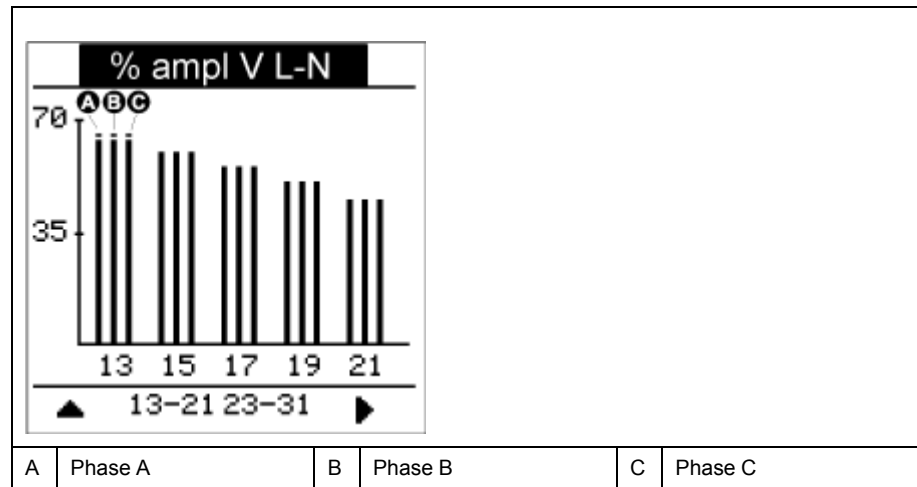 % ampl V L-N
A B C
70
35
13 15 17 19 21
13-21 23-31
A Phase A B Phase B C Phase C